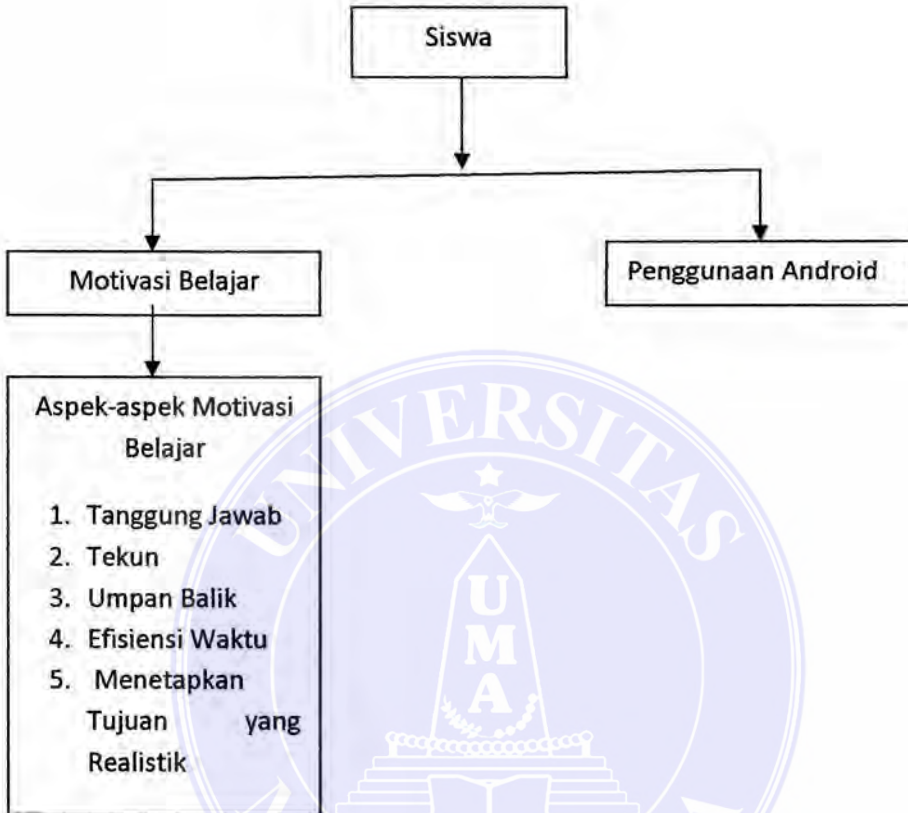 Siswa
Motivasi Belajar
Penggunaan Android
Aspek-aspek Motivasi
Belajar
1. Tanggung Jawab
2. Tekun
3. Umpan Balik
4. Efisiensi Waktu
5. Menetapkan
Tujuan yang
Realistik
UNIVERSITAS
U
M
A